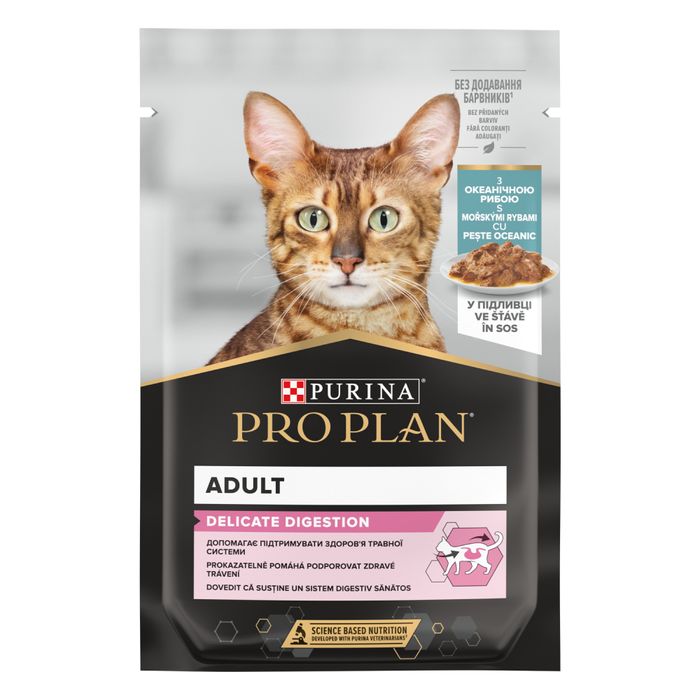 БЕЗ ДОДАВАННЯ
БАРВНИКІВ¹
BEZ PŘIDANÝCH
BARVIV
FĂRĂ COLORANȚI
ADĂUGAȚI
З
ОКЕАНІЧНОЮ
РИБОЮ
S
MOŘSKÝMI RYBAMI
CU
PEȘTE OCEANIC
У ПІДЛИВЦІ
VE ŠŤÁVĚ
ÎN SOS
PURINA®
PRO PLAN®
ADULT
DELICATE DIGESTION
ДОПОМАГАЄ ПІДТРИМУВАТИ ЗДОРОВ'Я ТРАВНОЇ
СИСТЕМИ
PROKAZATELNĚ POMÁHÁ PODPOROVAT ZDRAVÉ
TRÁVENÍ
DOVEDIT CĂ SUSȚINE UN SISTEM DIGESTIV SĂNĂTOS
SCIENCE BASED NUTRITION
DEVELOPED WITH PURINA VETERINARIANS¹